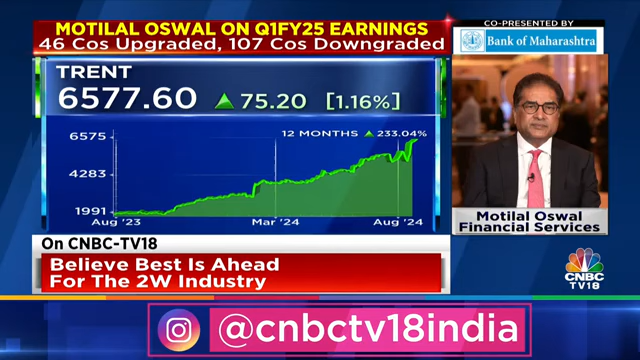 MOTILAL OSWAL ON Q1FY25 EARNINGS
46 Cos Upgraded, 107 Cos Downgraded
CO-PRESENTED BY
Bank of Maharashtra
TRENT
6577.60 ▲ 75.20 [1.16%]
12 MONTHS ▲ 233.04%
6575
4283
1991
Aug '23
Mar '24
Aug '24
Motilal Oswal
Financial Services
On CNBC-TV18
Believe Best Is Ahead
For The 2W Industry
CNBC
TV18
@cnbctv18india